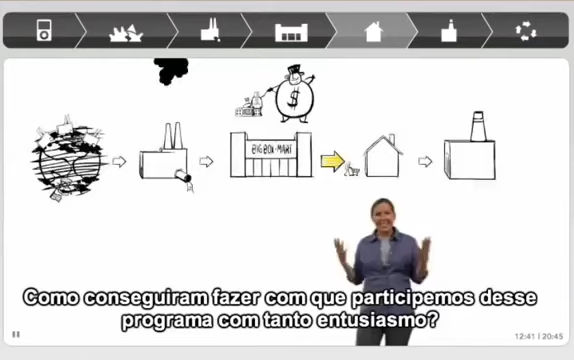 $
BIG BOX-MART
Como conseguiram fazer com que participemos desse
programa com tanto entusiasmo?
12:41 / 20:45